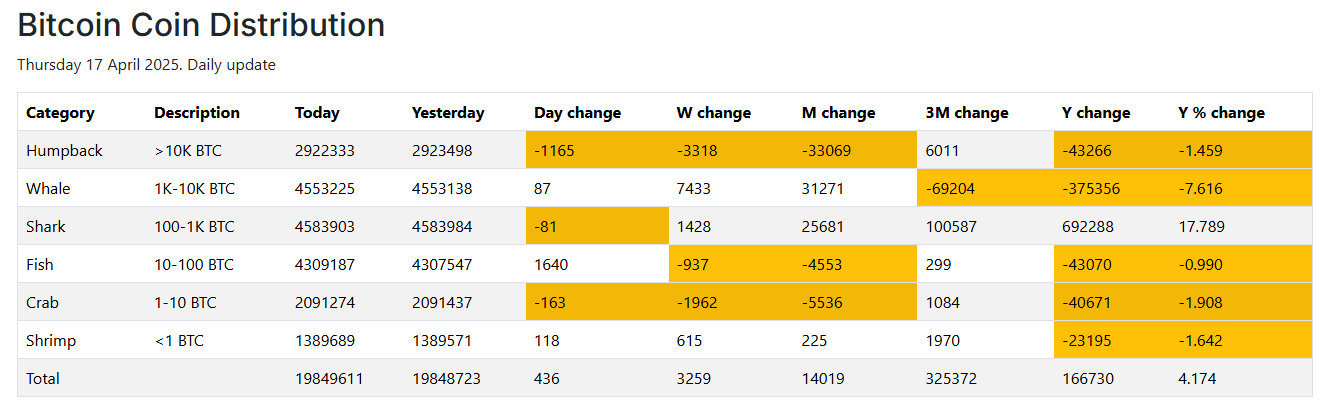 Bitcoin Coin Distribution
Thursday 17 April 2025. Daily update
Category Description Today Yesterday Day change W change M change 3M change Y change Y % change
Humpback >10K BTC 2922333 2923498 -1165 -3318 -33069 6011 -43266 -1.459
Whale 1K-10K BTC 4553225 4553138 87 7433 31271 -69204 -375356 -7.616
Shark 100-1K BTC 4583903 4583984 -81 1428 25681 100587 692288 17.789
Fish 10-100 BTC 4309187 4307547 1640 -937 -4553 299 -43070 -0.990
Crab 1-10 BTC 2091274 2091437 -163 -1962 -5536 1084 -40671 -1.908
Shrimp <1 BTC 1389689 1389571 118 615 225 1970 -23195 -1.642
Total 19849611 19848723 436 3259 14019 325372 166730 4.174